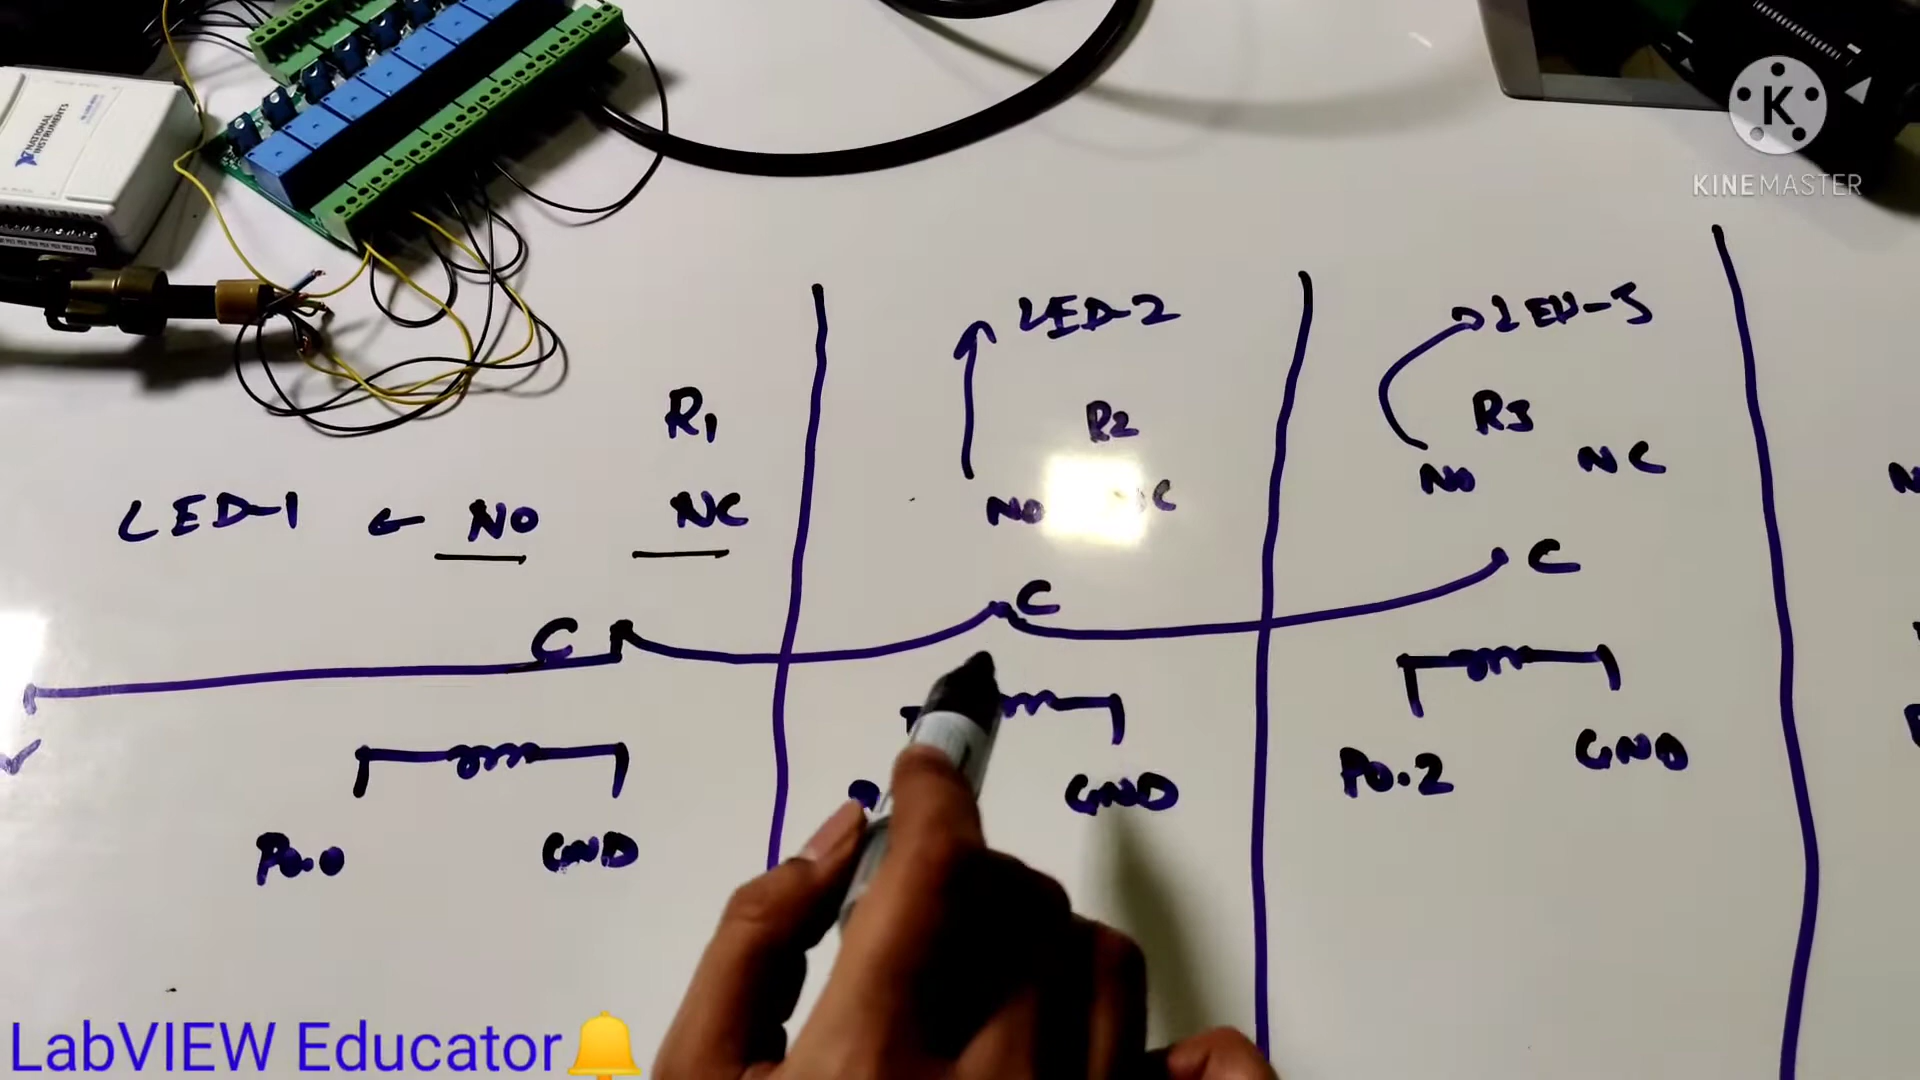 NATIONAL
INSTRUMENTS
K
KINEMASTER
LED-2
LED-3
R1
R2
R3
NO
NC
LED-1
←
NO
NC
NO
C
C
C
P0.2
GND
GND
P0.0
GND
LabVIEW Educator